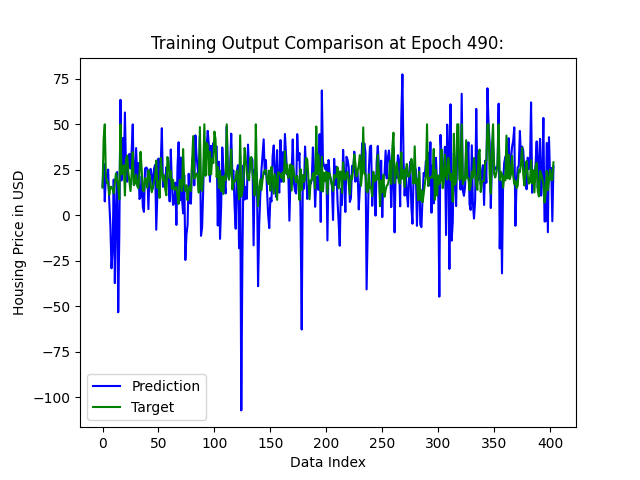 Training Output Comparison at Epoch 490:
Housing Price in USD
75
50
25
0
−25
−50
−75
−100
Prediction
Target
0 50 100 150 200 250 300 350 400
Data Index